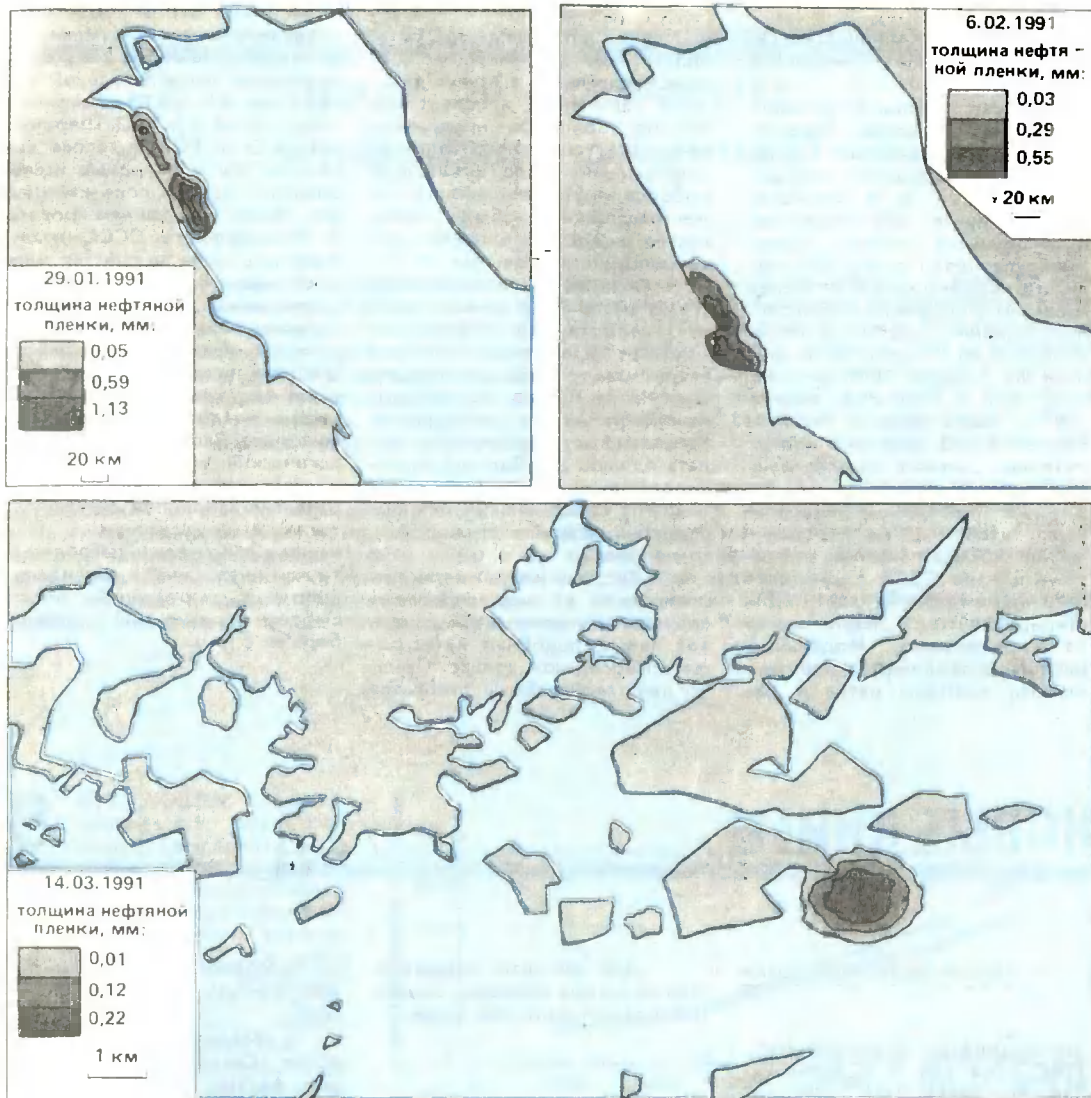 29.01.1991
толщина нефтяной
пленки, мм:
0,05
0,59
1,13
20 км
6.02.1991
толщина нефтя -
ной пленки, мм:
0,03
0,29
0,55
20 км
14.03.1991
толщина нефтяной
пленки, мм:
0,01
0,12
0,22
1 км